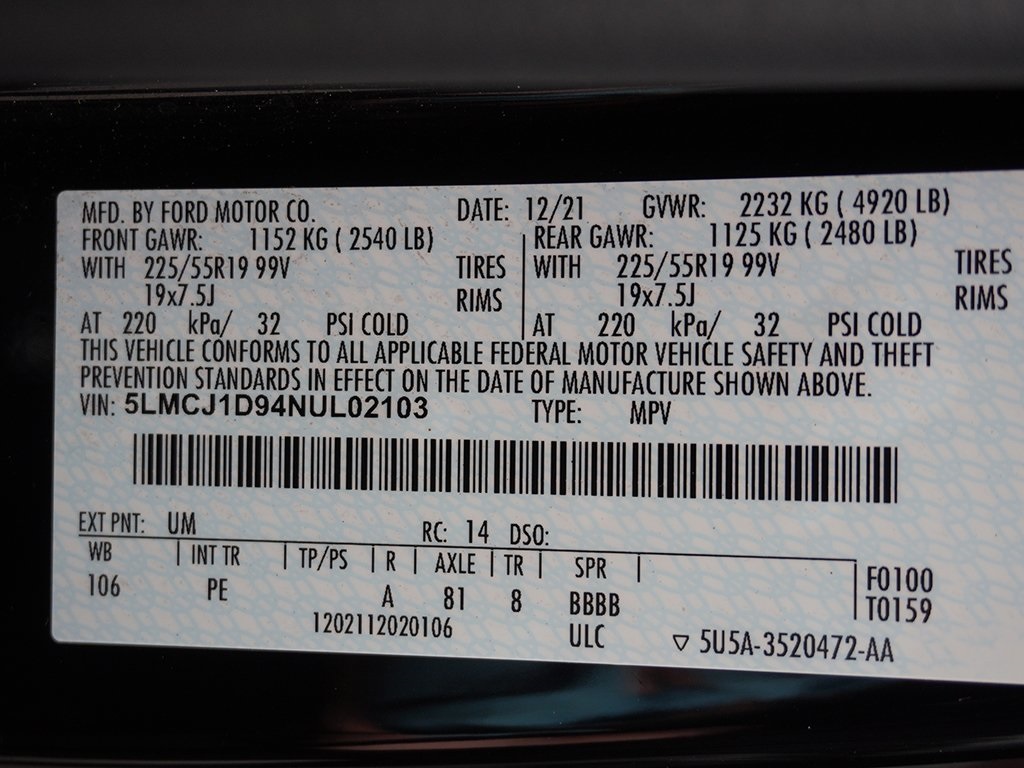 MFD. BY FORD MOTOR CO. DATE: 12/21 GVWR: 2232 KG ( 4920 LB)
FRONT GAWR: 1152 KG ( 2540 LB) REAR GAWR: 1125 KG ( 2480 LB)
WITH 225/55R19 99V TIRES WITH 225/55R19 99V TIRES
19x7.5J RIMS 19x7.5J RIMS
AT 220 kPa/ 32 PSI COLD AT 220 kPa/ 32 PSI COLD
THIS VEHICLE CONFORMS TO ALL APPLICABLE FEDERAL MOTOR VEHICLE SAFETY AND THEFT
PREVENTION STANDARDS IN EFFECT ON THE DATE OF MANUFACTURE SHOWN ABOVE.
VIN: 5LMCJ1D94NUL02103 TYPE: MPV
EXT PNT: UM RC: 14 DSO:
WB INT TR TP/PS R AXLE TR SPR F0100
106 PE A 81 8 BBBB T0159
1202112020106 ULC ▽ 5U5A-3520472-AA